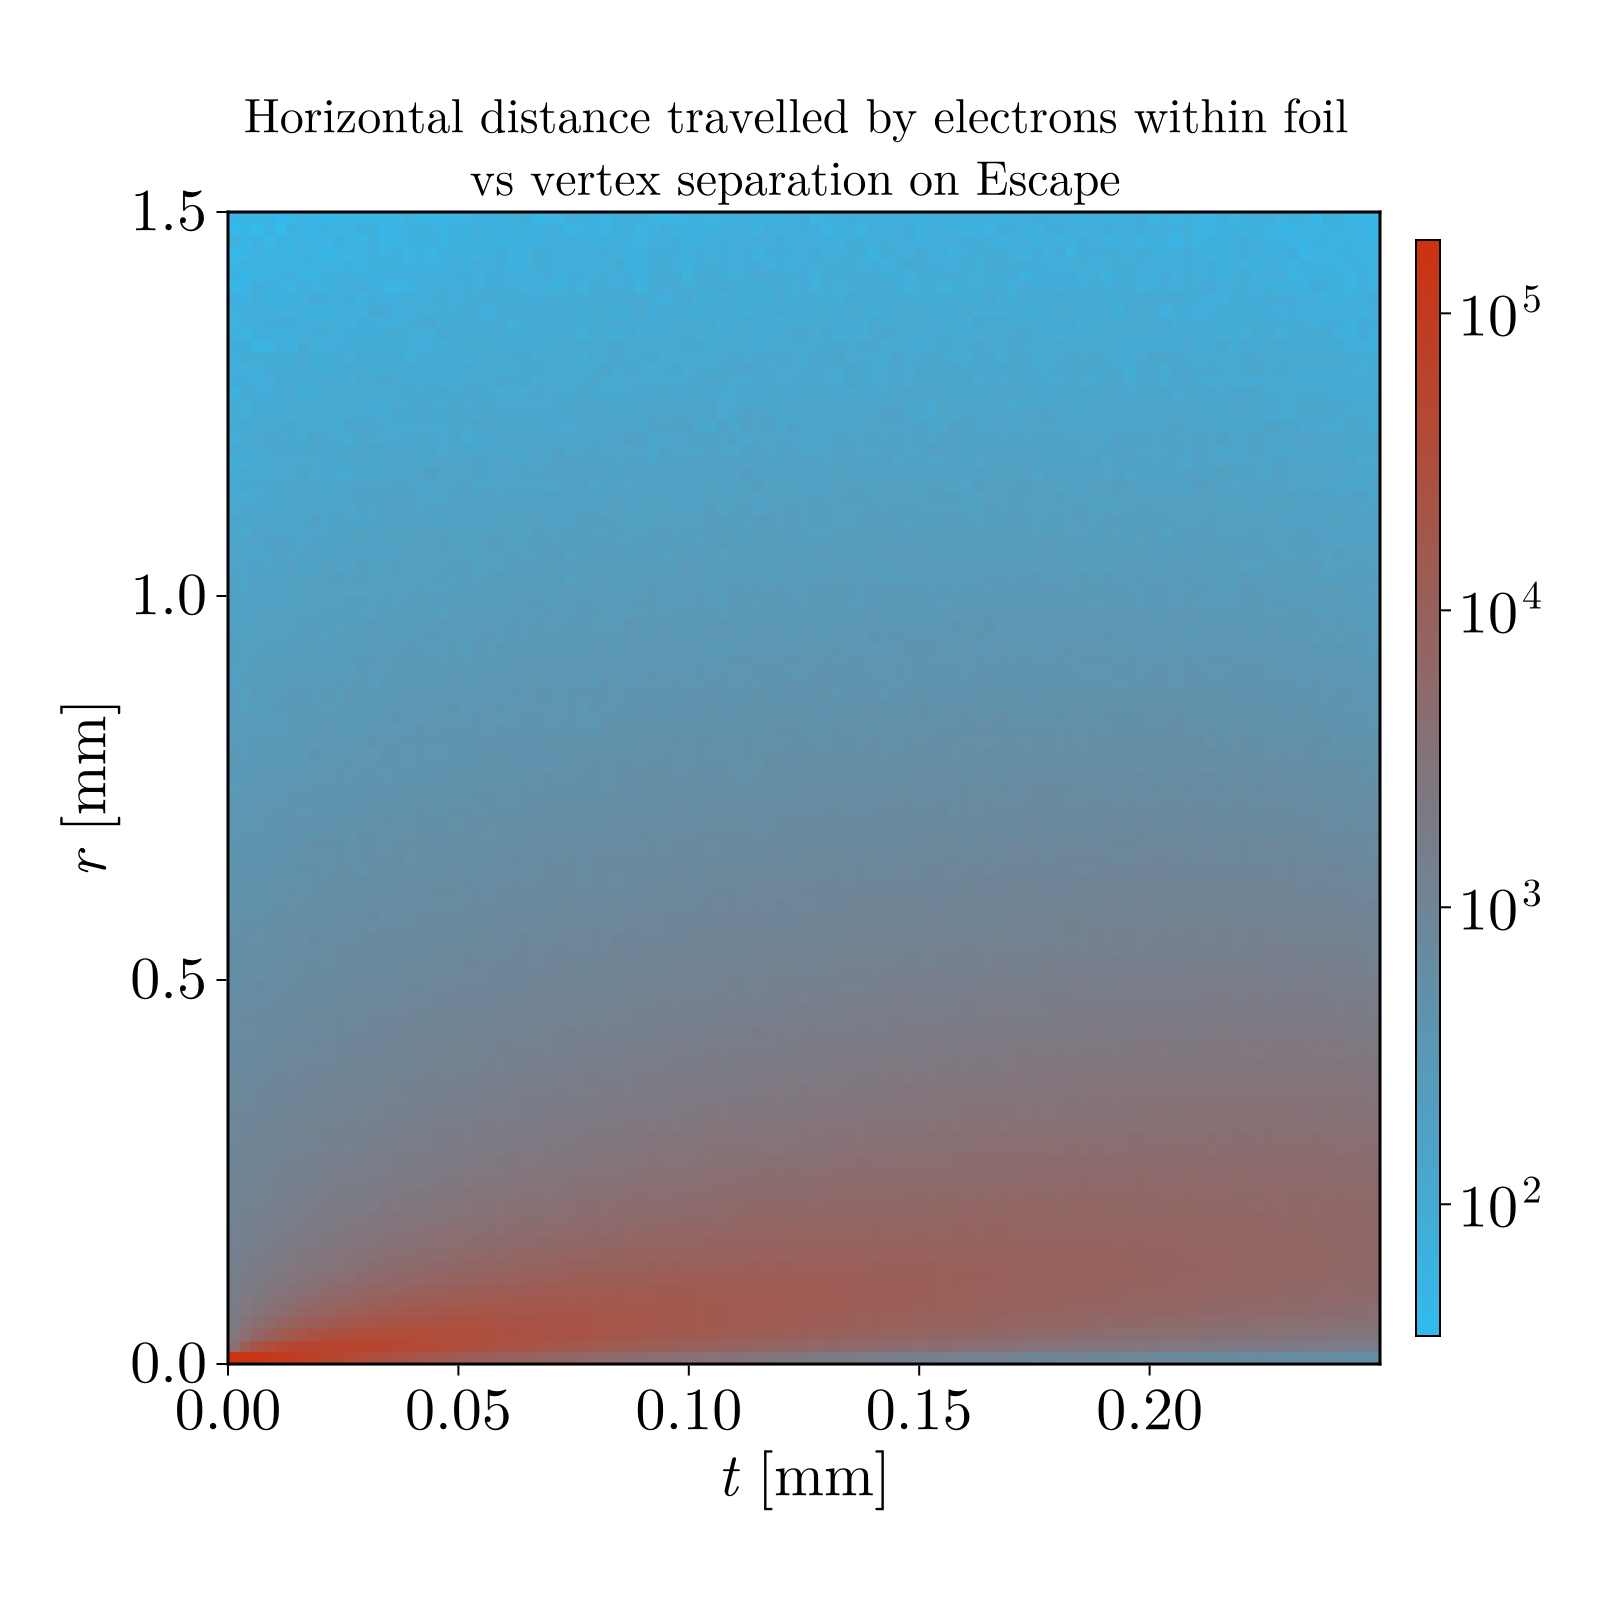 Horizontal distance travelled by electrons within foil
vs vertex separation on Escape
1.5
1.0
0.5
0.0
r [mm]
0.00 0.05 0.10 0.15 0.20
t [mm]
10^5
10^4
10^3
10^2